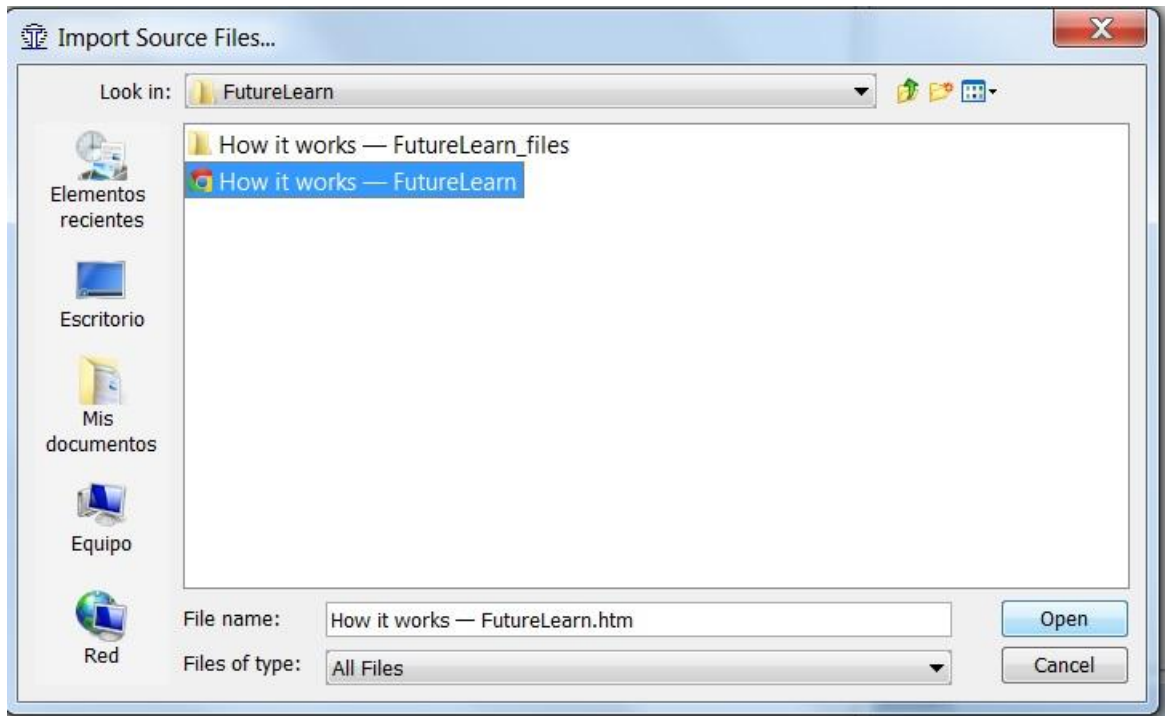 Import Source Files...
Look in: FutureLearn
How it works — FutureLearn_files
How it works — FutureLearn
Elementos
recientes
Escritorio
Mis
documentos
Equipo
Red
File name: How it works — FutureLearn.htm Open
Files of type: All Files Cancel